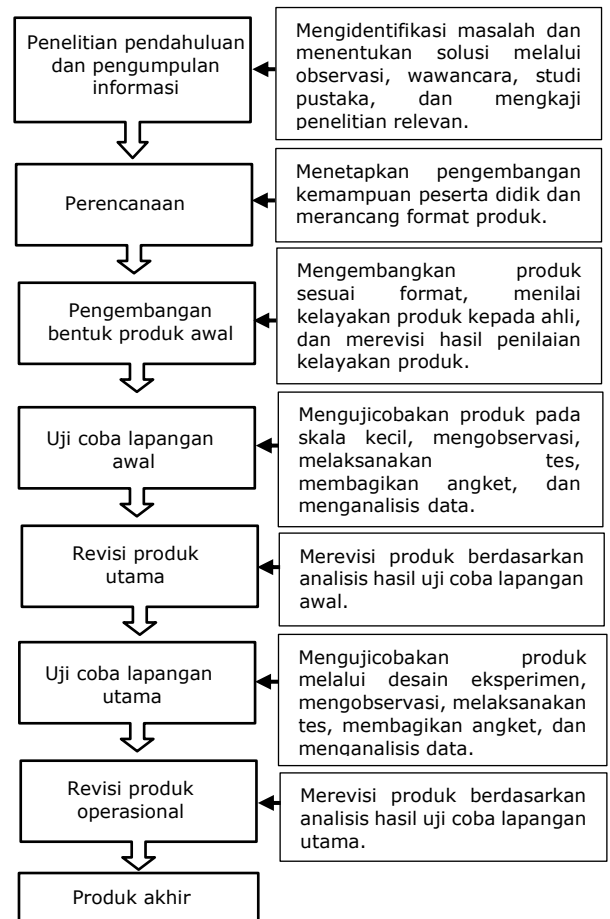 Penelitian pendahuluan
dan pengumpulan
informasi
Mengidentifikasi masalah dan
menentukan solusi melalui
observasi, wawancara, studi
pustaka, dan mengkaji
penelitian relevan.
Perencanaan
Menetapkan pengembangan
kemampuan peserta didik dan
merancang format produk.
Pengembangan
bentuk produk awal
Mengembangkan produk
sesuai format, menilai
kelayakan produk kepada ahli,
dan merevisi hasil penilaian
kelayakan produk.
Uji coba lapangan
awal
Mengujicobakan produk pada
skala kecil, mengobservasi,
melaksanakan tes,
membagikan angket, dan
menganalisis data.
Revisi produk
utama
Merevisi produk berdasarkan
analisis hasil uji coba lapangan
awal.
Uji coba lapangan
utama
Mengujicobakan produk
melalui desain eksperimen,
mengobservasi, melaksanakan
tes, membagikan angket, dan
menganalisis data.
Revisi produk
operasional
Merevisi produk berdasarkan
analisis hasil uji coba lapangan
utama.
Produk akhir